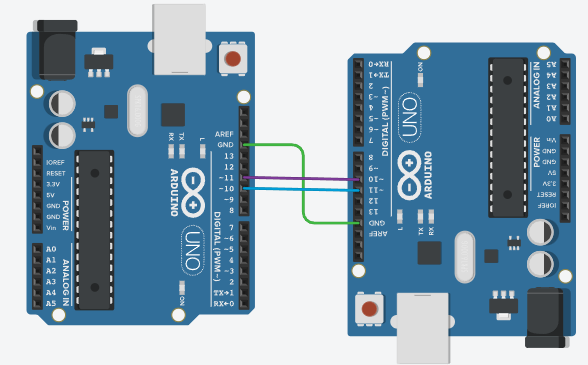 AREF
GND
13
12
~11
~10
~9
8
7
~6
~5
4
~3
2
TX→1
RX←0
DIGITAL (PWM~)
RX
TX
L
ARDUINO
UNO
ON
IOREF
RESET
3.3V
5V
GND
GND
Vin
POWER
A0
A1
A2
A3
A4
A5
ANALOG IN
RX←0
TX→1
2
~3
4
~5
~6
7
8
~9
~10
~11
12
13
GND
AREF
DIGITAL (PWM~)
ON
UNO
ARDUINO
L
TX
RX
A5
A4
A3
A2
A1
A0
ANALOG IN
Vin
GND
GND
5V
3.3V
RESET
IOREF
POWER